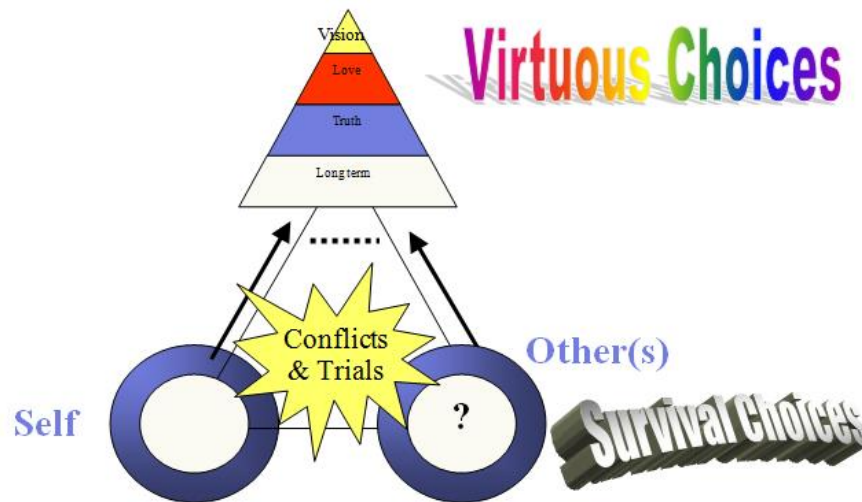 Vision
Virtuous Choices
Love
Truth
Long term
Conflicts
& Trials
Other(s)
Self
?
Survival Choices